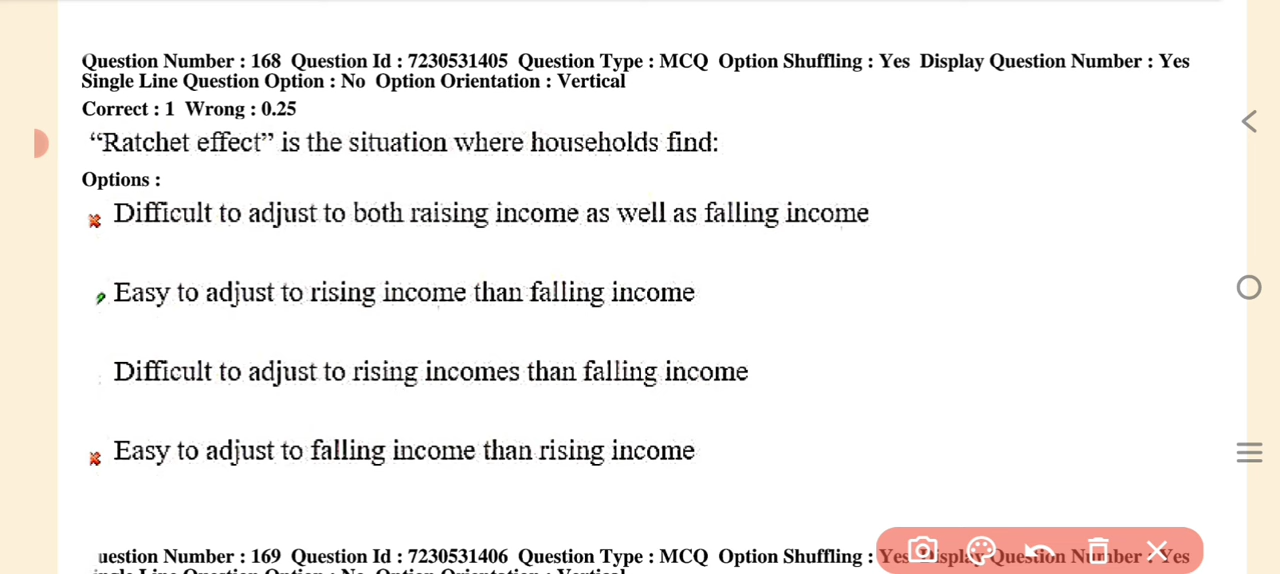 Question Number : 168 Question Id : 7230531405 Question Type : MCQ Option Shuffling : Yes Display Question Number : Yes
Single Line Question Option : No Option Orientation : Vertical
Correct : 1 Wrong : 0.25
“Ratchet effect” is the situation where households find:
Options :
Difficult to adjust to both raising income as well as falling income
Easy to adjust to rising income than falling income
Difficult to adjust to rising incomes than falling income
Easy to adjust to falling income than rising income
uestion Number : 169 Question Id : 7230531406 Question Type : MCQ Option Shuffling : Yes Display Question Number : Yes